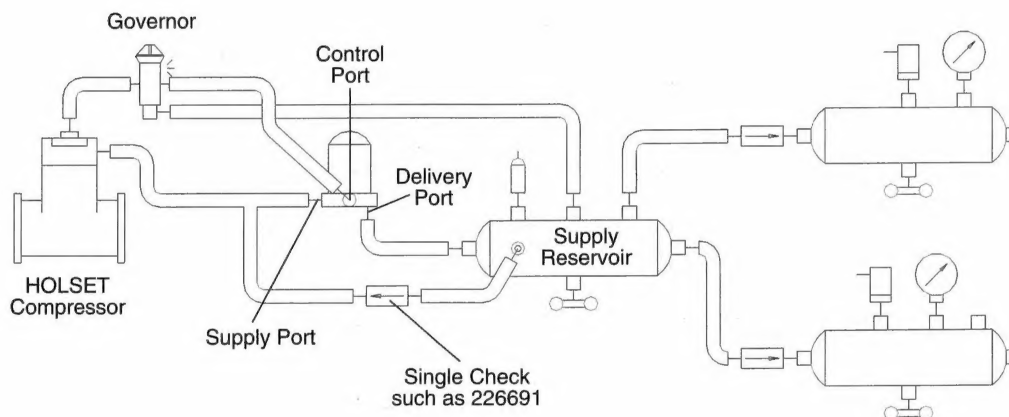 Governor
Control
Port
Delivery
Port
Supply
Reservoir
HOLSET
Compressor
Supply Port
Single Check
such as 226691